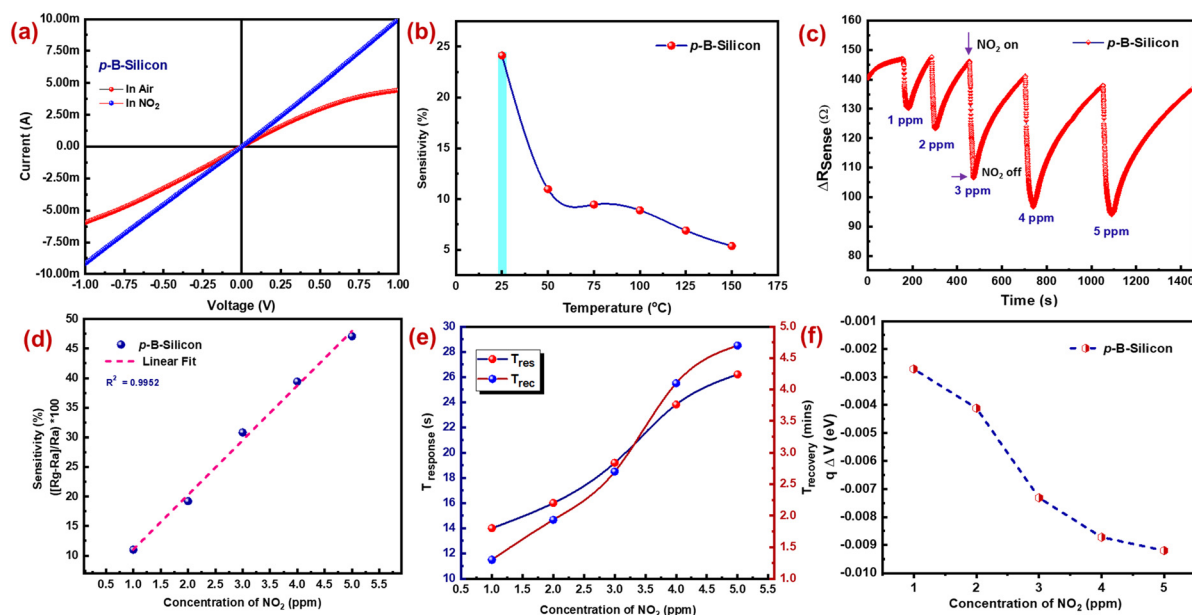 (a)
10.00m
7.50m
5.00m
2.50m
0.00
-2.50m
-5.00m
-7.50m
-10.00m
Current (A)
p-B-Silicon
In Air
In NO2
-1.00 -0.75 -0.50 -0.25 0.00 0.25 0.50 0.75 1.00
Voltage (V)
(b)
25
20
15
10
5
Sensitivity (%)
p-B-Silicon
0 25 50 75 100 125 150 175
Temperature (oC)
(c)
160
150
140
130
120
110
100
90
80
ΔRSense (Ω)
NO2 on
p-B-Silicon
1 ppm
2 ppm
NO2 off
3 ppm
4 ppm
5 ppm
0 200 400 600 800 1000 1200 1400
Time (s)
(d)
50
45
40
35
30
25
20
15
10
Sensitivity (%)
([Rg-Ra]/Ra) *100
p-B-Silicon
Linear Fit
R2 = 0.9952
0.5 1.0 1.5 2.0 2.5 3.0 3.5 4.0 4.5 5.0 5.5
Concentration of NO2 (ppm)
(e)
30
28
26
24
22
20
18
16
14
12
10
T response (s)
Tres
Trec
5.0
4.5
4.0
3.5
3.0
2.5
2.0
1.5
1.0
Trecovery (mins)
0.5 1.0 1.5 2.0 2.5 3.0 3.5 4.0 4.5 5.0 5.5
Concentration of NO2 (ppm)
(f)
-0.001
-0.002
-0.003
-0.004
-0.005
-0.006
-0.007
-0.008
-0.009
-0.010
q Δ V (eV)
p-B-Silicon
1 2 3 4 5
Concentration of NO2 (ppm)